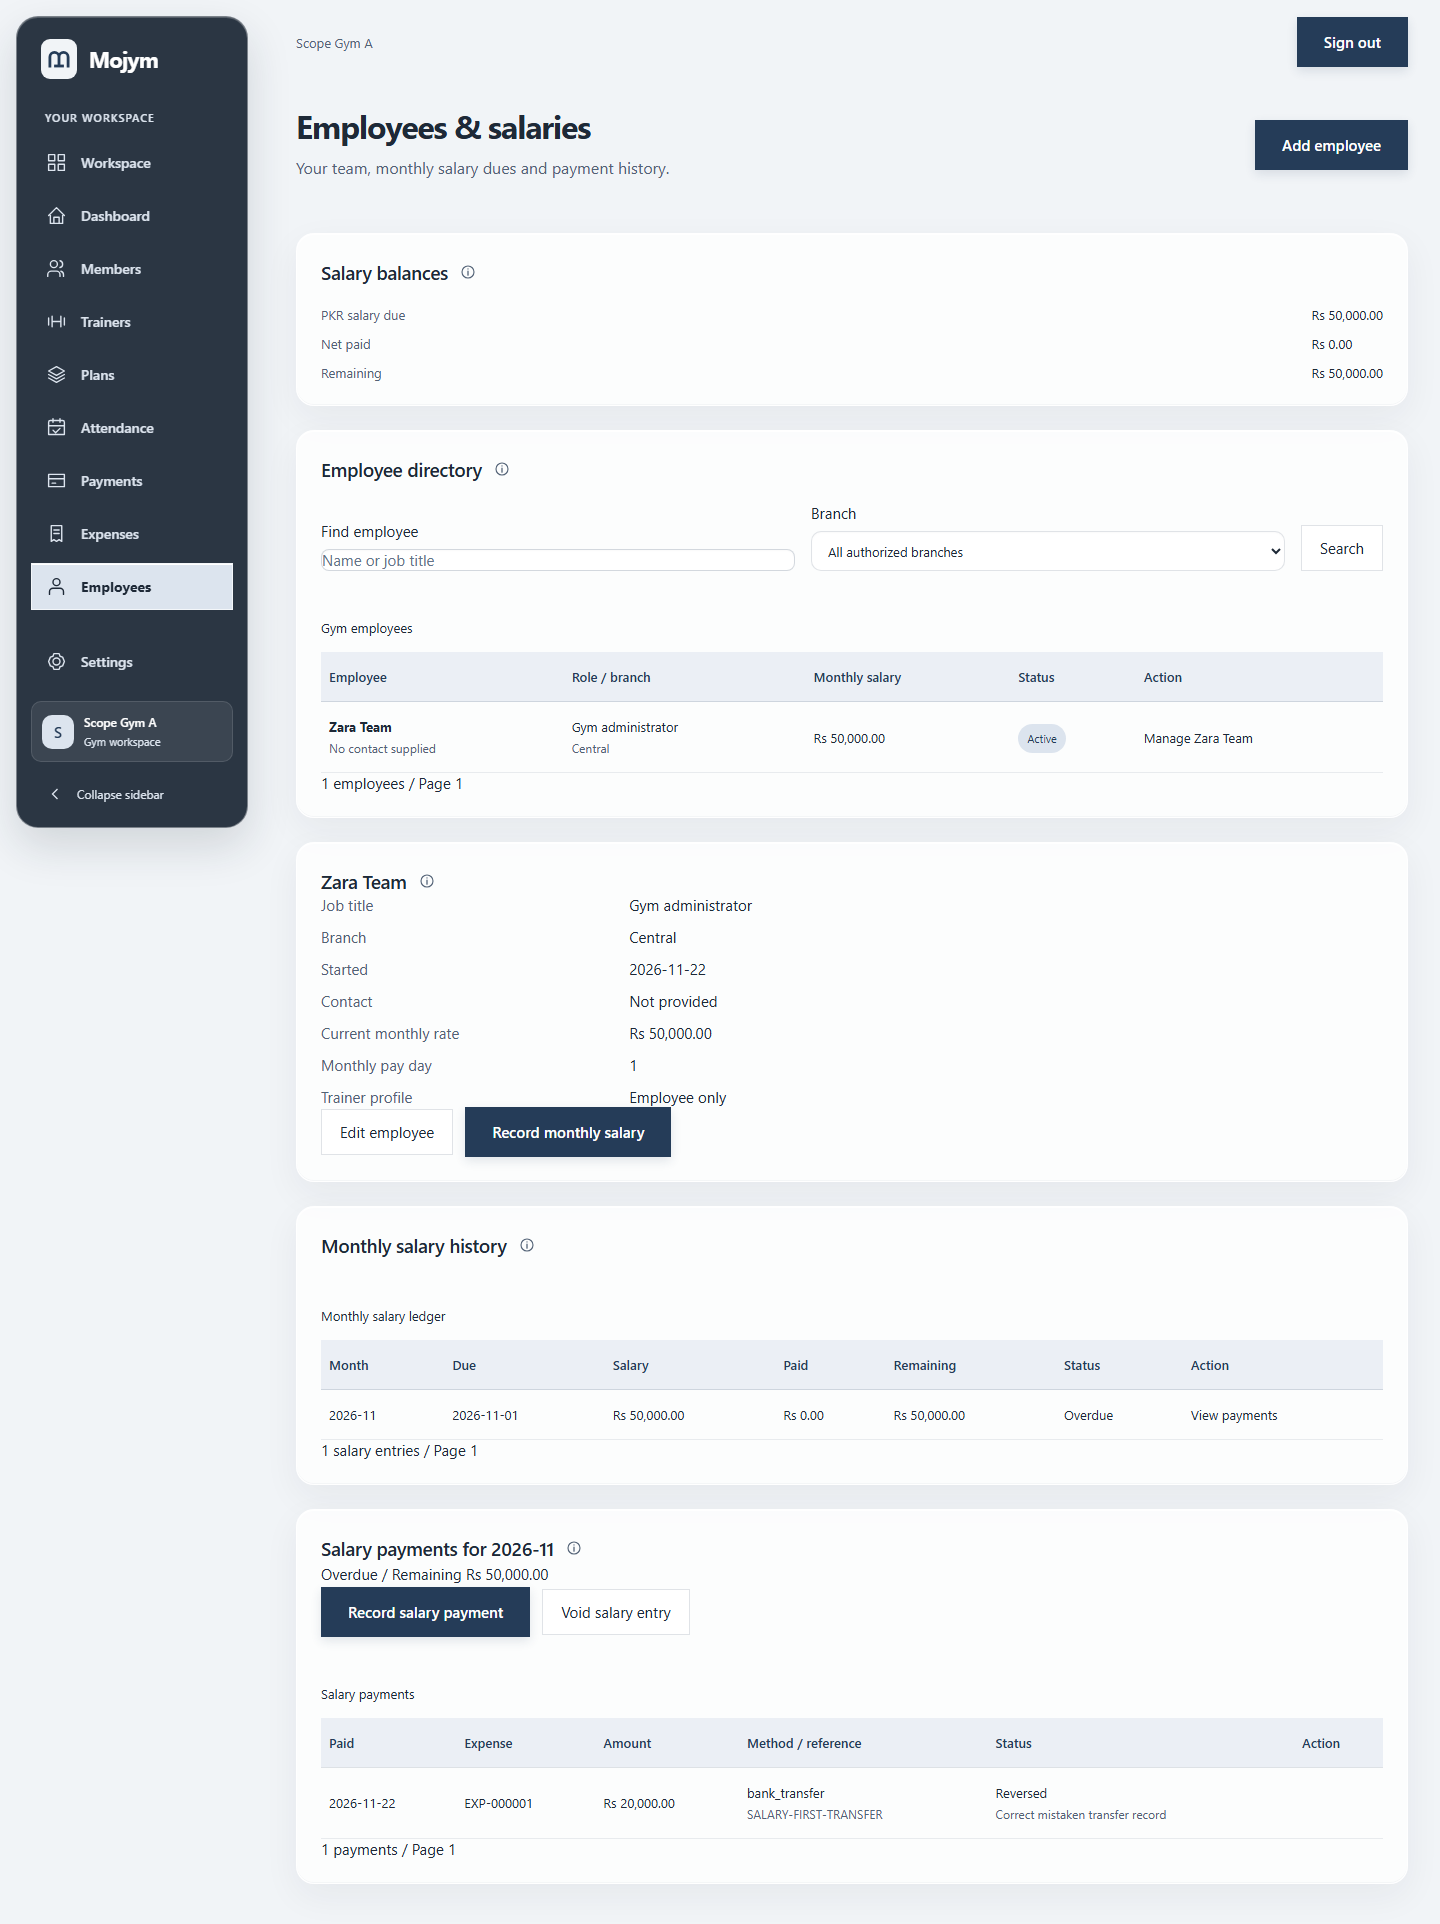 Mojym
YOUR WORKSPACE
Workspace
Dashboard
Members
Trainers
Plans
Attendance
Payments
Expenses
Employees
Settings
S
Scope Gym A
Gym workspace
Collapse sidebar
Scope Gym A
Sign out
Employees & salaries
Your team, monthly salary dues and payment history.
Add employee
Salary balances
PKR salary due Rs 50,000.00
Net paid Rs 0.00
Remaining Rs 50,000.00
Employee directory
Find employee
Name or job title
Branch
All authorized branches
Search
Gym employees
Employee Role / branch Monthly salary Status Action
Zara Team Gym administrator Rs 50,000.00 Active Manage Zara Team
No contact supplied Central
1 employees / Page 1
Zara Team
Job title Gym administrator
Branch Central
Started 2026-11-22
Contact Not provided
Current monthly rate Rs 50,000.00
Monthly pay day 1
Trainer profile Employee only
Edit employee Record monthly salary
Monthly salary history
Monthly salary ledger
Month Due Salary Paid Remaining Status Action
2026-11 2026-11-01 Rs 50,000.00 Rs 0.00 Rs 50,000.00 Overdue View payments
1 salary entries / Page 1
Salary payments for 2026-11
Overdue / Remaining Rs 50,000.00
Record salary payment Void salary entry
Salary payments
Paid Expense Amount Method / reference Status Action
2026-11-22 EXP-000001 Rs 20,000.00 bank_transfer Reversed
SALARY-FIRST-TRANSFER Correct mistaken transfer record
1 payments / Page 1